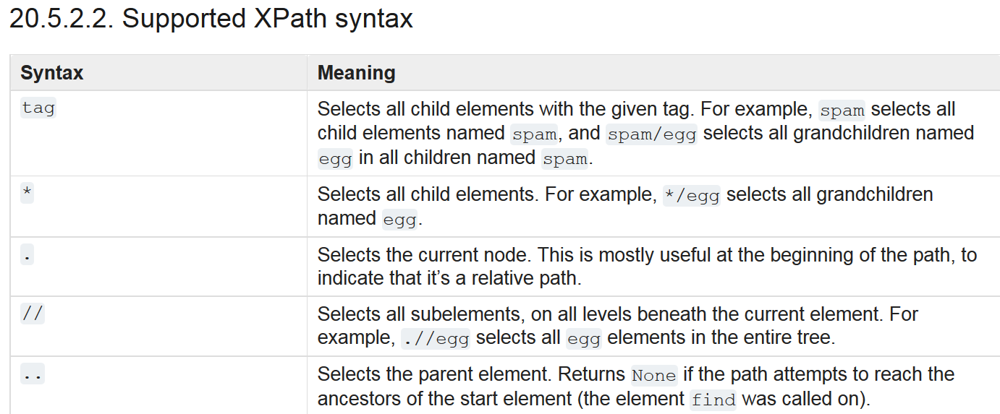 20.5.2.2. Supported XPath syntax
Syntax Meaning
tag Selects all child elements with the given tag. For example, spam selects all
child elements named spam, and spam/egg selects all grandchildren named
egg in all children named spam.
* Selects all child elements. For example, */egg selects all grandchildren
named egg.
. Selects the current node. This is mostly useful at the beginning of the path, to
indicate that it’s a relative path.
// Selects all subelements, on all levels beneath the current element. For
example, .//egg selects all egg elements in the entire tree.
.. Selects the parent element. Returns None if the path attempts to reach the
ancestors of the start element (the element find was called on).